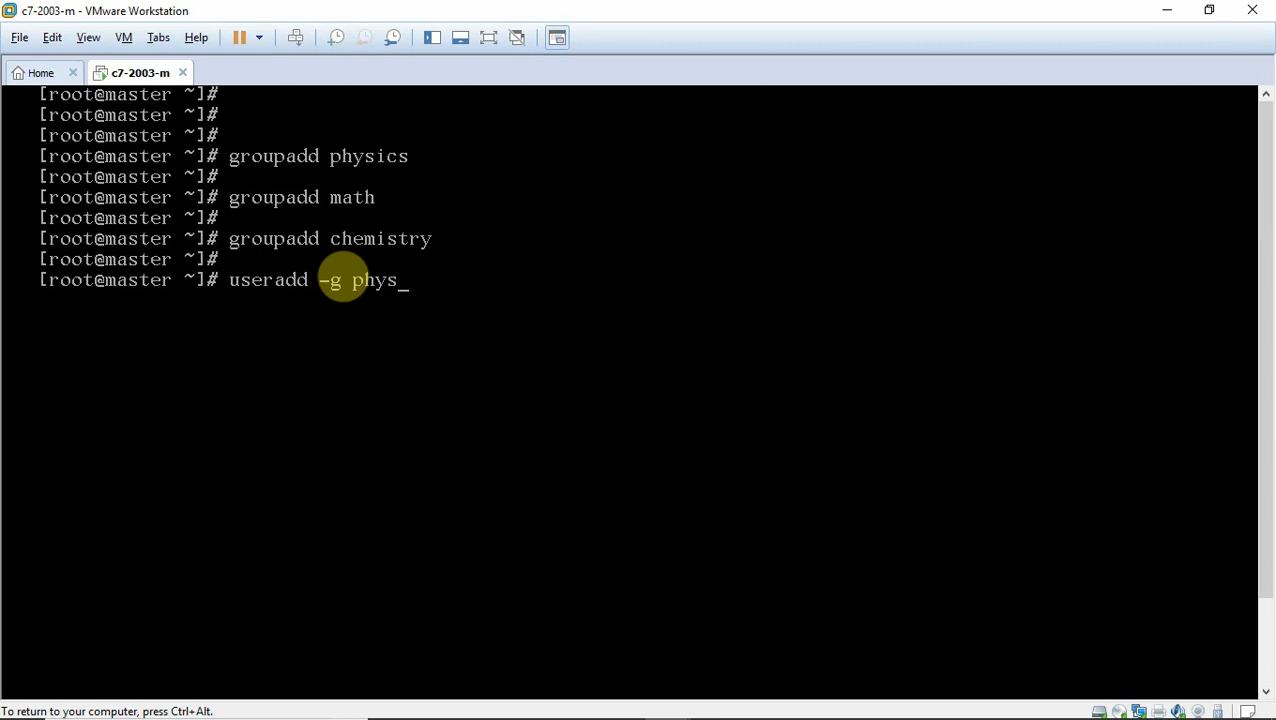 c7-2003-m - VMware Workstation
File Edit View VM Tabs Help
Home c7-2003-m
[root@master ~]#
[root@master ~]#
[root@master ~]#
[root@master ~]# groupadd physics
[root@master ~]#
[root@master ~]# groupadd math
[root@master ~]#
[root@master ~]# groupadd chemistry
[root@master ~]#
[root@master ~]# useradd -g phys_
To return to your computer, press Ctrl+Alt.